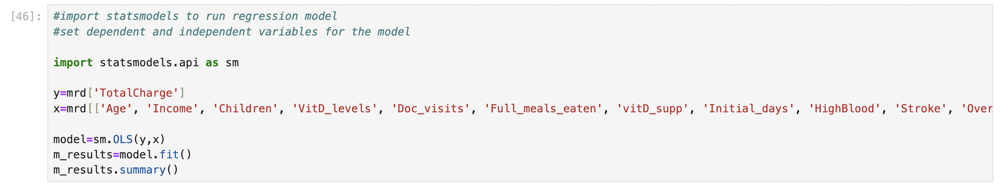 [46]: #import statsmodels to run regression model
#set dependent and independent variables for the model
import statsmodels.api as sm
y=mrd['TotalCharge']
x=mrd[['Age', 'Income', 'Children', 'VitD_levels', 'Doc_visits', 'Full_meals_eaten', 'vitD_supp', 'Initial_days', 'HighBlood', 'Stroke', 'Over
model=sm.OLS(y,x)
m_results=model.fit()
m_results.summary()